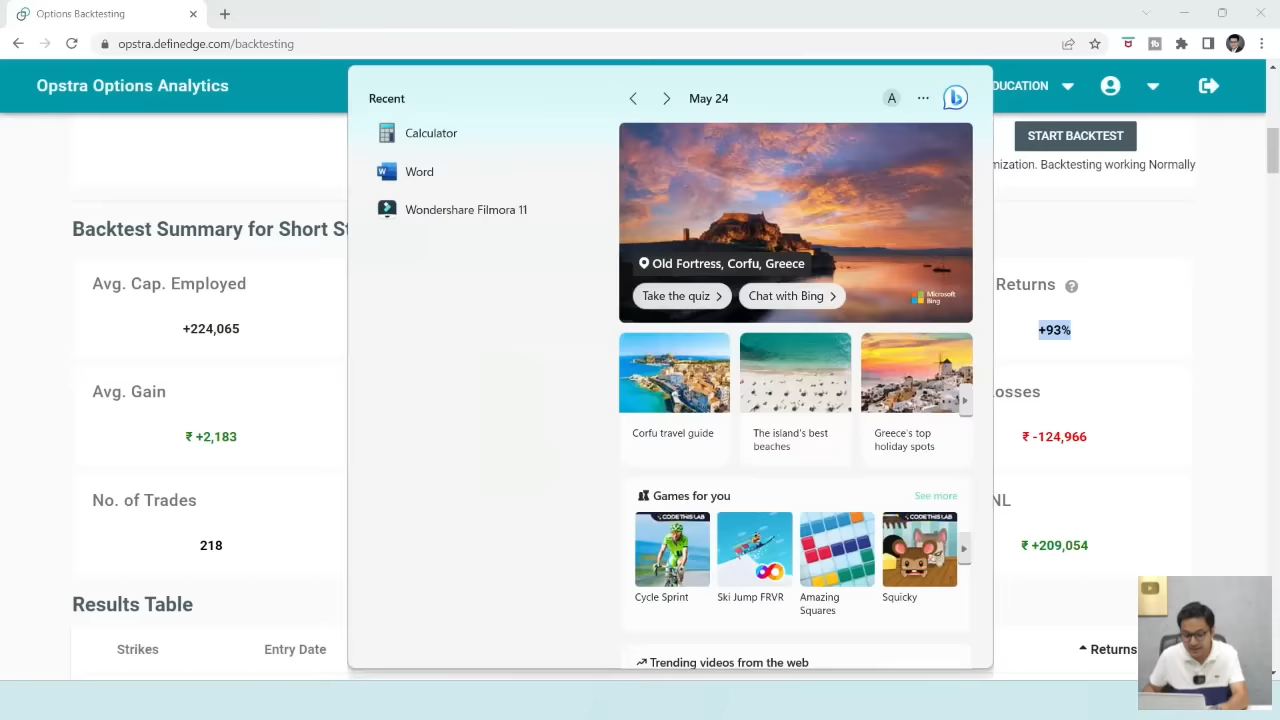 Options Backtesting
opstra.definedge.com/backtesting
Opstra Options Analytics
DUCATION
START BACKTEST
mization. Backtesting working Normally
Backtest Summary for Short St
Avg. Cap. Employed
+224,065
Returns
+93%
Avg. Gain
₹ +2,183
osses
₹ -124,966
No. of Trades
218
NL
₹ +209,054
Results Table
Strikes
Entry Date
Returns
Recent
Calculator
Word
Wondershare Filmora 11
May 24
A
Old Fortress, Corfu, Greece
Take the quiz
Chat with Bing
Microsoft
Bing
Corfu travel guide
The island's best
beaches
Greece's top
holiday spots
Games for you
See more
CODE THIS LAB
CODE THIS LAB
Cycle Sprint
Ski Jump FRVR
Amazing
Squares
Squicky
Trending videos from the web